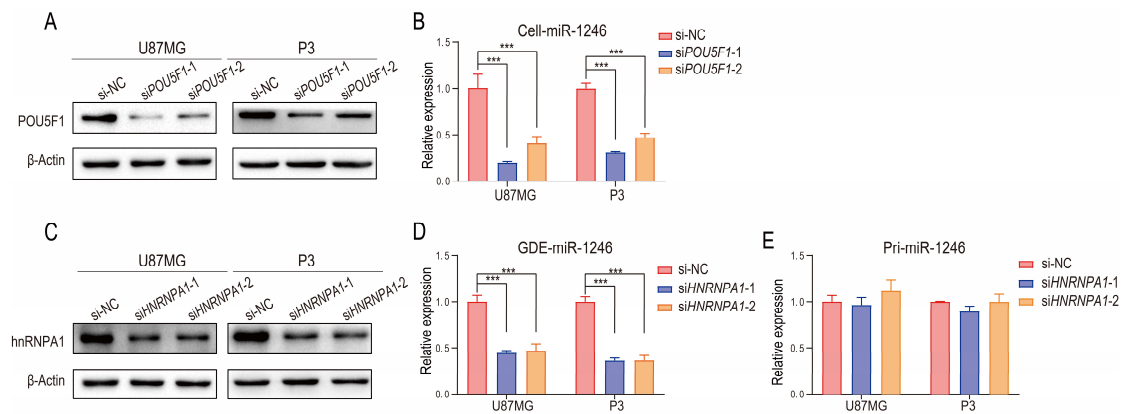 A
U87MG
P3
si-NC
siPOU5F1-1
siPOU5F1-2
si-NC
siPOU5F1-1
siPOU5F1-2
POU5F1
β-Actin
B
Cell-miR-1246
Relative expression
1.5
1.0
0.5
0.0
***
***
***
***
U87MG
P3
si-NC
siPOU5F1-1
siPOU5F1-2
C
U87MG
P3
si-NC
siHNRNPA1-1
siHNRNPA1-2
si-NC
siHNRNPA1-1
siHNRNPA1-2
hnRNPA1
β-Actin
D
GDE-miR-1246
Relative expression
1.5
1.0
0.5
0.0
***
***
***
***
U87MG
P3
si-NC
siHNRNPA1-1
siHNRNPA1-2
E
Pri-miR-1246
Relative expression
1.5
1.0
0.5
0.0
U87MG
P3
si-NC
siHNRNPA1-1
siHNRNPA1-2